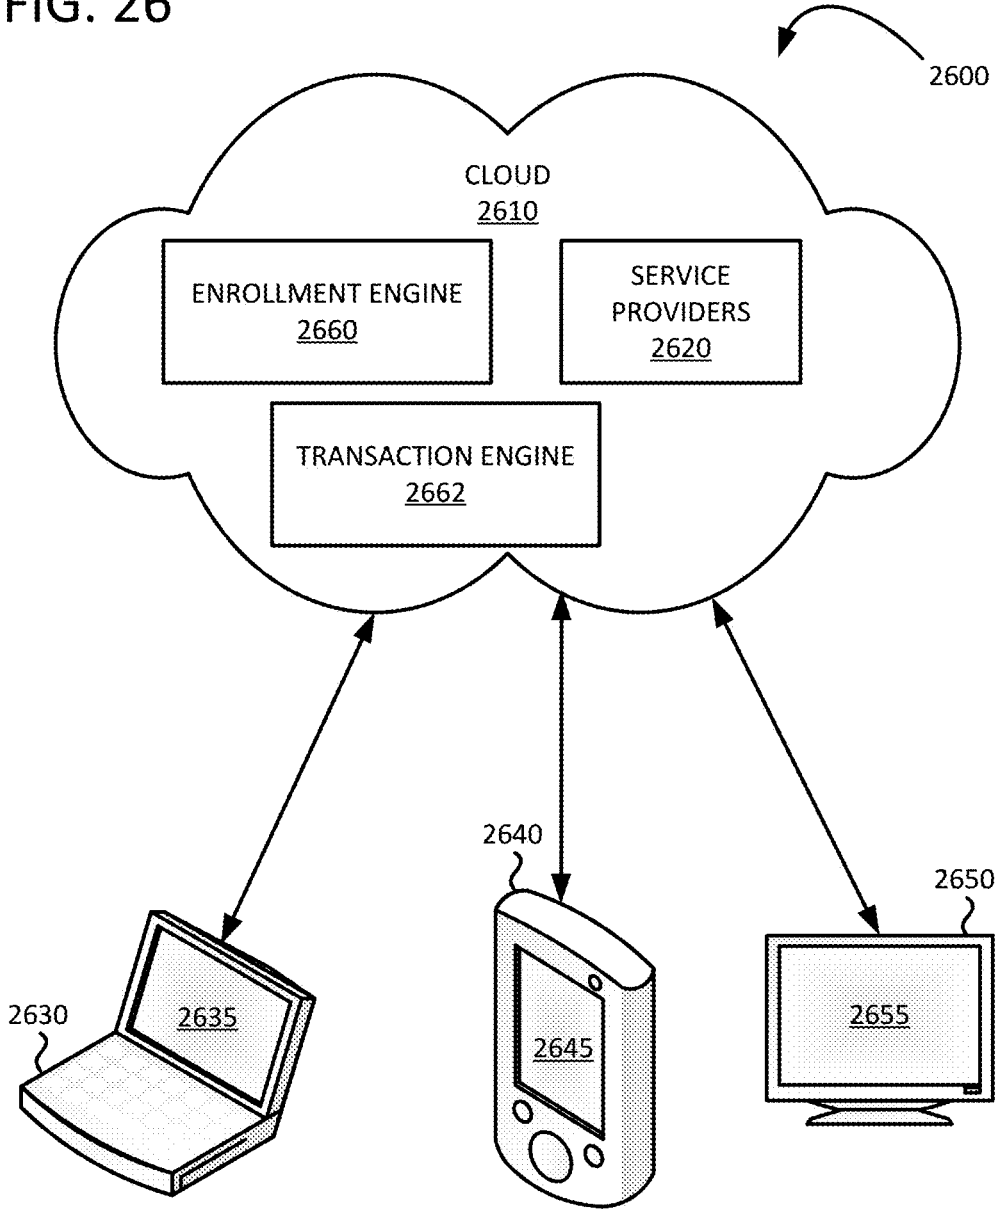 FIG. 26
2600
CLOUD
2610
ENROLLMENT ENGINE
2660
SERVICE
PROVIDERS
2620
TRANSACTION ENGINE
2662
2640
2650
2630
2635
2645
2655